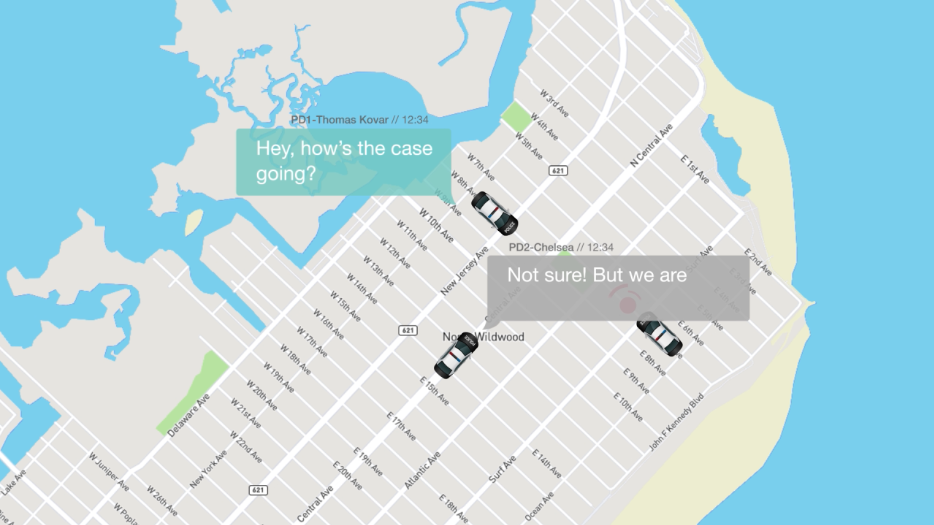 W 3rd Ave
W 4th Ave
W 5th Ave
PD1-Thomas Kovar // 12:34
Hey, how's the case
going?
N Central Ave
E 1st Ave
W 7th Ave
621
W 8th Ave
W 10th Ave
W 11th Ave
W 12th Ave
W 13th Ave
W 14th Ave
W 15th Ave
W 16th Ave
W 17th Ave
W 18th Ave
W 19th Ave
W 20th Ave
W 21st Ave
W 22nd Ave
New Jersey Ave
PD2-Chelsea // 12:34
Not sure! But we are
E 2nd Ave
E 6th Ave
E 8th Ave
E 9th Ave
E 10th Ave
621
Wildwood
E 15th Ave
E 17th Ave
E 19th Ave
E 20th Ave
Delaware Ave
New York Ave
Atlantic Ave
Surf Ave
John F Kennedy Blvd
E 14th Ave
Ocean Ave
E 18th Ave
Central Ave
W Juniper Ave
W 26th Ave
621
Lake Ave